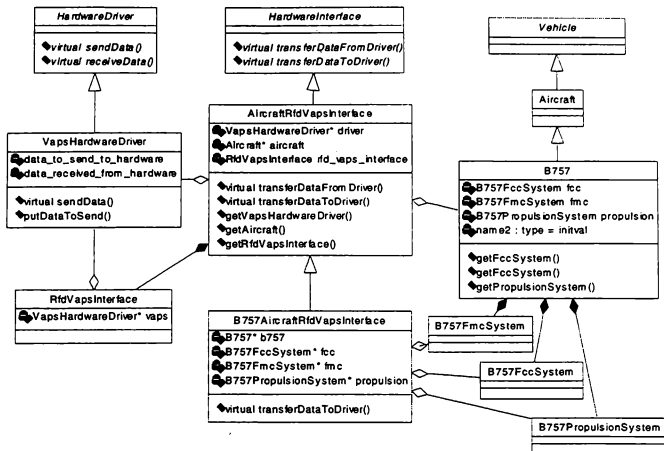 HardwareDriver
virtual sendData()
virtual receiveData()
HardwareInterface
virtual transferDataFromDriver()
virtual transferDataToDriver()
Vehicle
Aircraft
VapsHardwareDriver
data_to_send_to_hardware
data_received_from_hardware
virtual sendData()
putDataToSend()
AircraftRfdVapsInterface
VapsHardwareDriver* driver
Aircraft* aircraft
RfdVapsInterface rfd_vaps_interface
virtual transferDataFromDriver()
virtual transferDataToDriver()
getVapsHardwareDriver()
getAircraft()
getRfdVapsInterface()
B757
B757FccSystem fcc
B757FmcSystem fmc
B757PropulsionSystem propulsion
name2 : type = initval
getFccSystem()
getFccSystem()
getPropulsionSystem()
RfdVapsInterface
VapsHardwareDriver* vaps
B757AircraftRfdVapsInterface
B757* b757
B757FccSystem* fcc
B757FmcSystem* fmc
B757PropulsionSystem* propulsion
virtual transferDataToDriver()
B757FmcSystem
B757FccSystem
B757PropulsionSystem